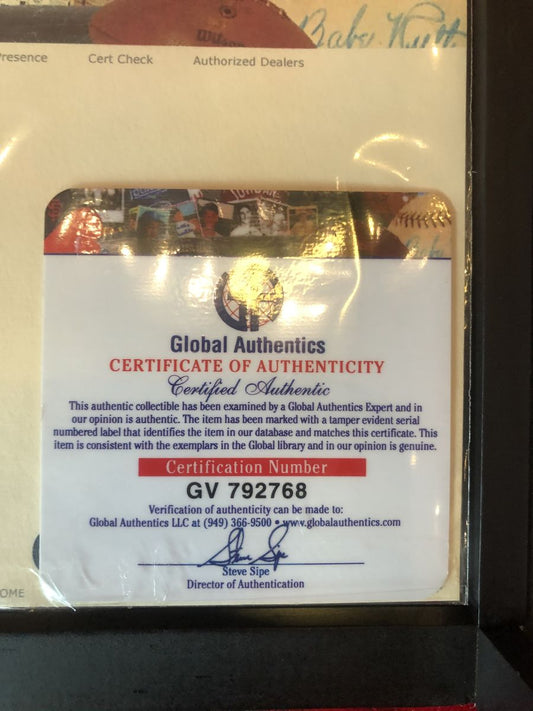 Wilson
Babe Ruth
Presence Cert Check Authorized Dealers
Global Authentics
CERTIFICATE OF AUTHENTICITY
Certified Authentic
This authentic collectible has been examined by a Global Authentics Expert and in
our opinion is authentic. The item has been marked with a tamper evident serial
numbered label that identifies the item in our database and matches this certificate. This
item is consistent with the exemplars in the Global library and in our opinion is genuine.
Certification Number
GV 792768
Verification of authenticity can be made to:
Global Authentics LLC at (949) 366-9500 • www.globalauthentics.com
Steve Sipe
Steve Sipe
Director of Authentication
OME